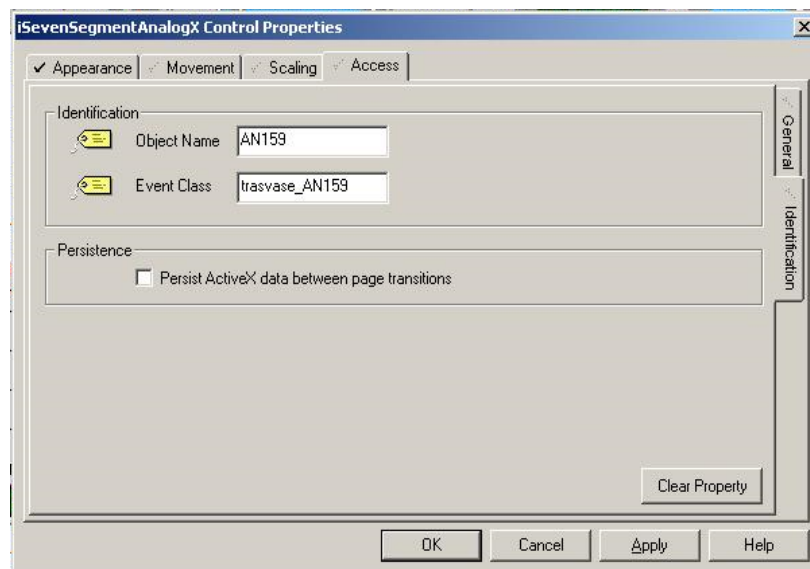 iSevenSegmentAnalogX Control Properties
Appearance Movement Scaling Access
General
Identification
Identification
Object Name AN159
Event Class trasvase_AN159
Persistence
Persist ActiveX data between page transitions
Clear Property
OK Cancel Apply Help